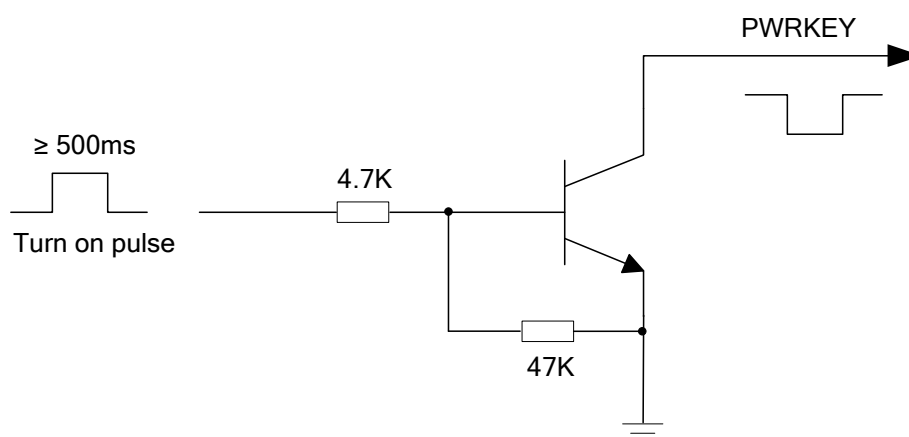 PWRKEY
≥ 500ms
4.7K
Turn on pulse
47K